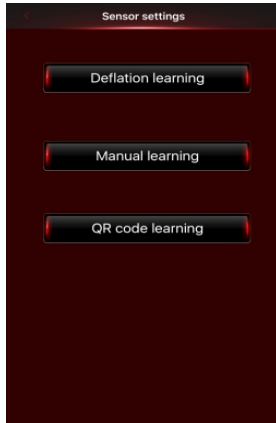 Sensor settings
Deflation learning
Manual learning
QR code learning